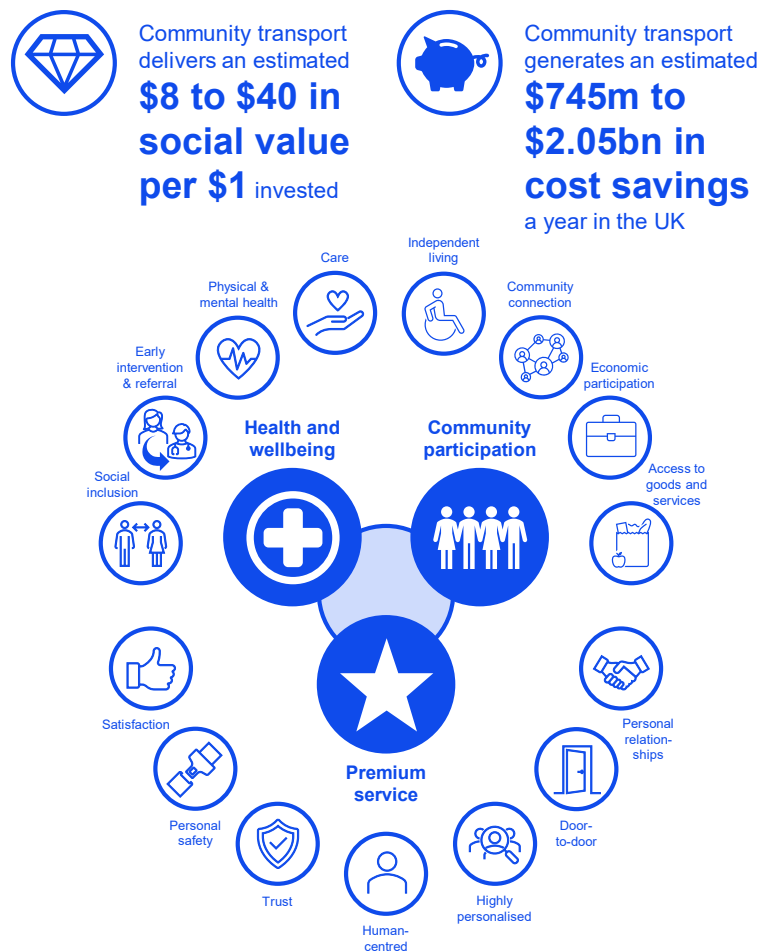 Community transport
delivers an estimated
$8 to $40 in
social value
per $1 invested
Community transport
generates an estimated
$745m to
$2.05bn in
cost savings
a year in the UK
Care
Independent
living
Physical &
mental health
Community
connection
Early
intervention
& referral
Economic
participation
Health and
wellbeing
Community
participation
Social
inclusion
Access to
goods and
services
Satisfaction
Personal
relation-
ships
Premium
service
Personal
safety
Door-
to-door
Trust
Highly
personalised
Human-
centred